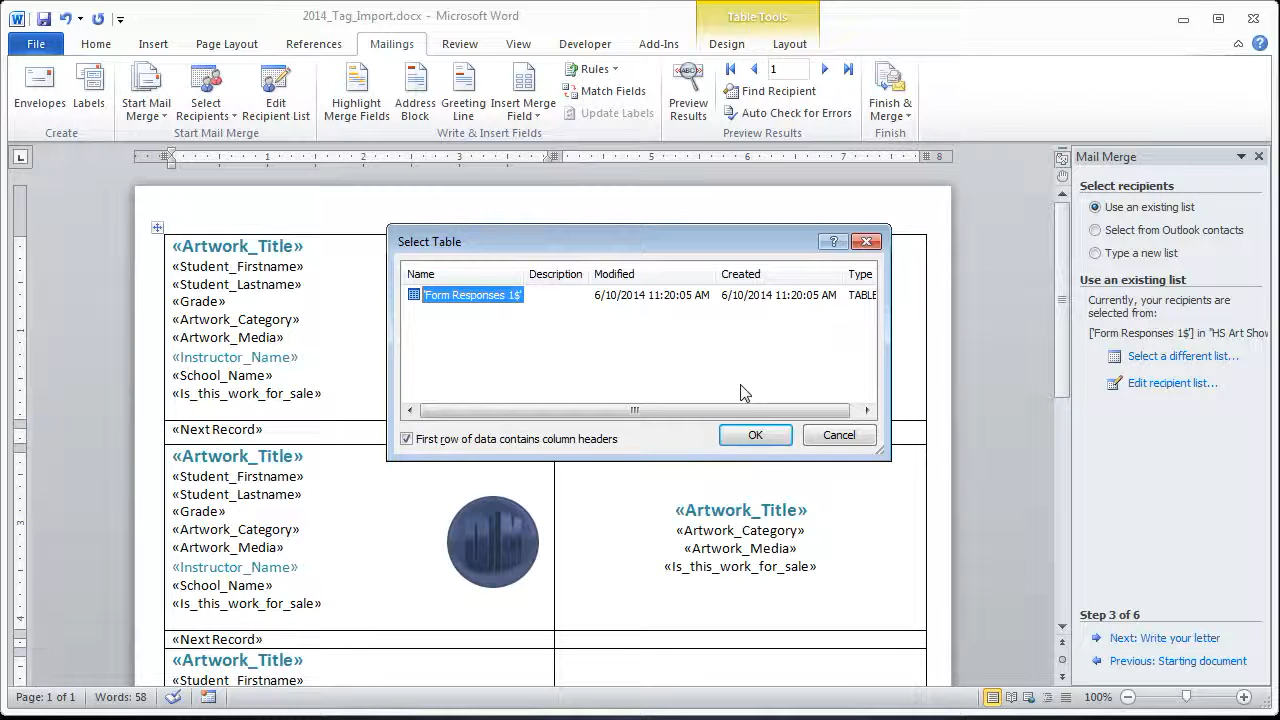 2014_Tag_Import.docx - Microsoft Word
Table Tools
File Home Insert Page Layout References Mailings Review View Developer Add-Ins Design Layout
Envelopes
Labels
Start Mail Merge
Select Recipients
Edit Recipient List
Highlight Merge Fields
Address Block
Greeting Line
Insert Merge Field
Rules
Match Fields
Update Labels
Preview Results
1
Find Recipient
Auto Check for Errors
Finish & Merge
Create
Start Mail Merge
Write & Insert Fields
Preview Results
Finish
1 2 3 4 5 6 7 8
Mail Merge
Select recipients
Use an existing list
Select from Outlook contacts
Type a new list
Use an existing list
Currently, your recipients are
selected from:
['Form Responses 1$'] in "HS Art Show
Select a different list...
Edit recipient list...
Step 3 of 6
Next: Write your letter
Previous: Starting document
«Artwork_Title»
«Student_Firstname»
«Student_Lastname»
«Grade»
«Artwork_Category»
«Artwork_Media»
«Instructor_Name»
«School_Name»
«Is_this_work_for_sale»
«Next Record»
«Artwork_Title»
«Student_Firstname»
«Student_Lastname»
«Grade»
«Artwork_Category»
«Artwork_Media»
«Instructor_Name»
«School_Name»
«Is_this_work_for_sale»
«Artwork_Title»
«Artwork_Category»
«Artwork_Media»
«Is_this_work_for_sale»
«Next Record»
«Artwork_Title»
«Student_Firstname»
Select Table
Name Description Modified Created Type
'Form Responses 1$' 6/10/2014 11:20:05 AM 6/10/2014 11:20:05 AM TABLE
First row of data contains column headers
OK
Cancel
Page: 1 of 1 Words: 58 100%